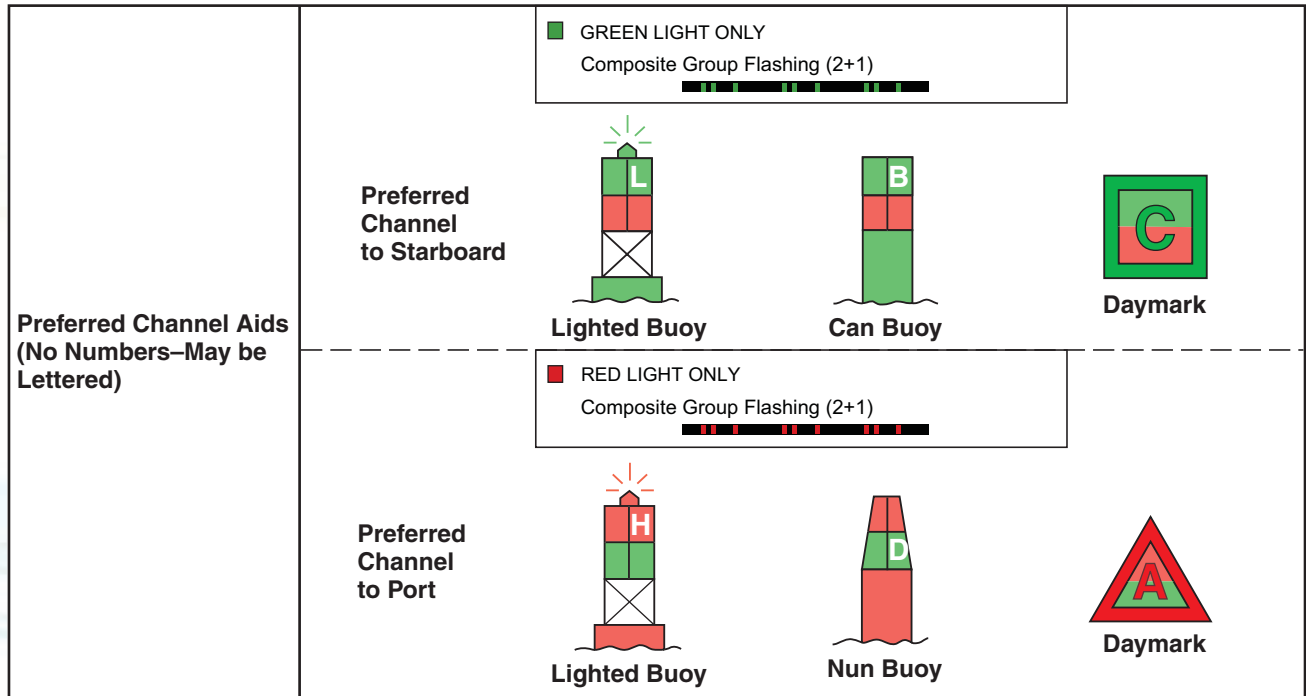 Preferred Channel Aids
(No Numbers–May be
Lettered)
GREEN LIGHT ONLY
Composite Group Flashing (2+1)
Preferred
Channel
to Starboard
L
B
C
Lighted Buoy
Can Buoy
Daymark
RED LIGHT ONLY
Composite Group Flashing (2+1)
Preferred
Channel
to Port
H
D
A
Lighted Buoy
Nun Buoy
Daymark